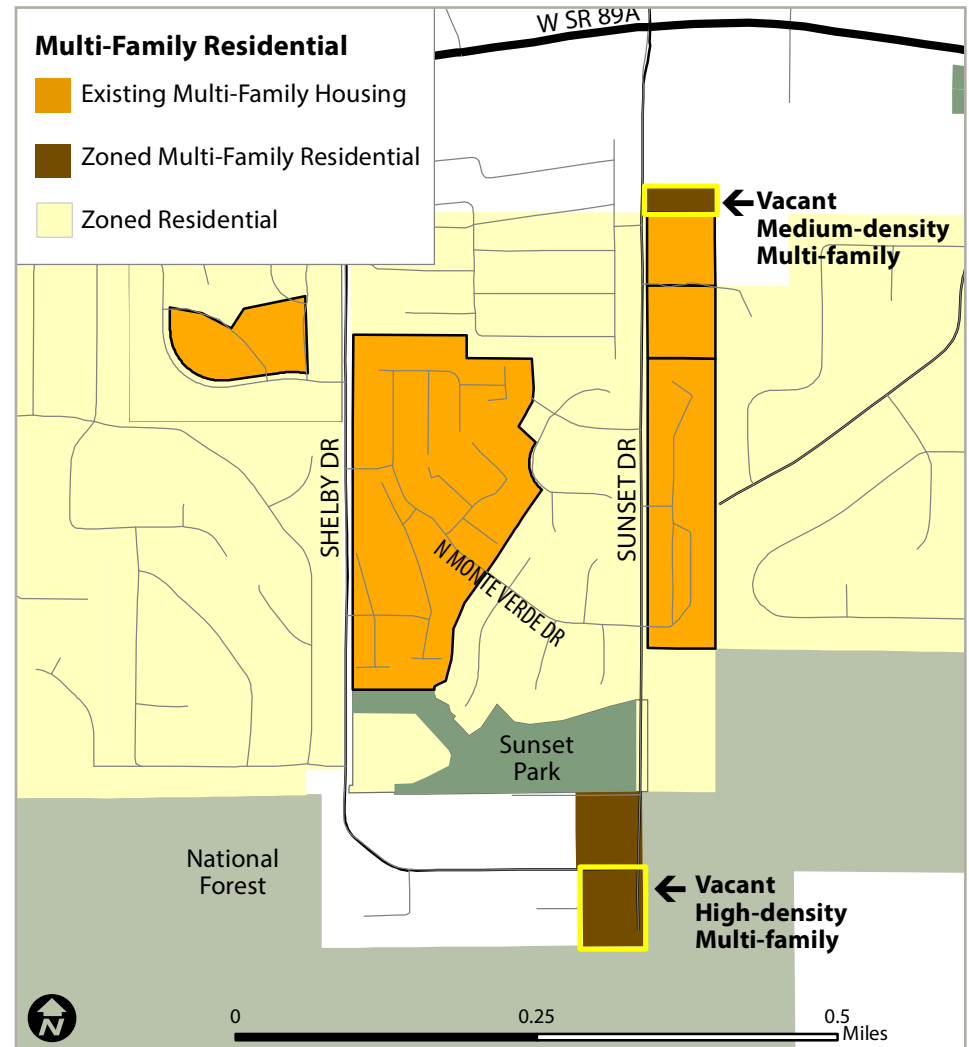 W SR 89A
Multi-Family Residential
Existing Multi-Family Housing
Zoned Multi-Family Residential
Zoned Residential
Vacant
Medium-density
Multi-family
SHELBY DR
SUNSET DR
N MONTE VERDE DR
Sunset
Park
National
Forest
Vacant
High-density
Multi-family
N
0 0.25 0.5
Miles